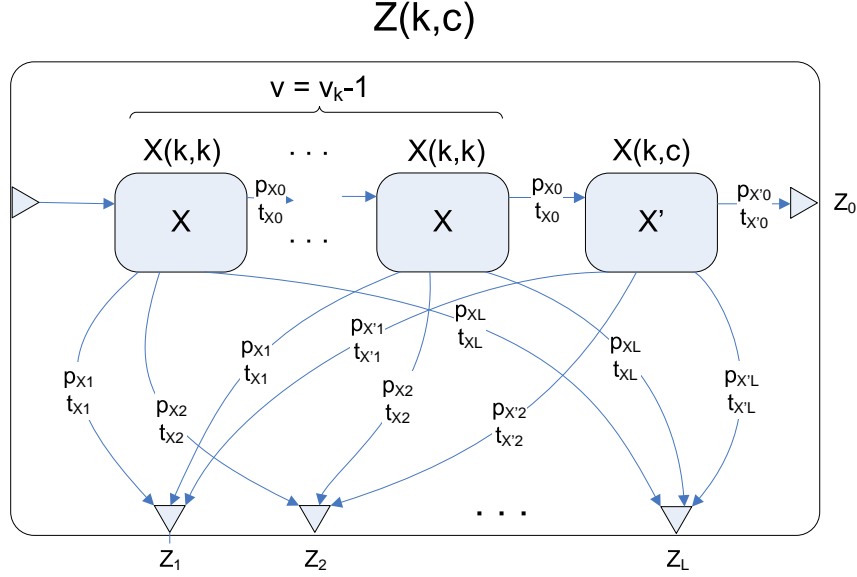 Z(k,c)
v = vₖ-1
X(k,k)
. . .
X(k,k)
X(k,c)
X
pX0
tX0
. . .
X
pX0
tX0
X'
pX'0
tX'0
Z0
pX1
tX1
pX2
tX2
pX1
tX1
pX'1
tX'1
pX2
tX2
pXL
tXL
pX'2
tX'2
pXL
tXL
pX'L
tX'L
. . .
Z1
Z2
ZL